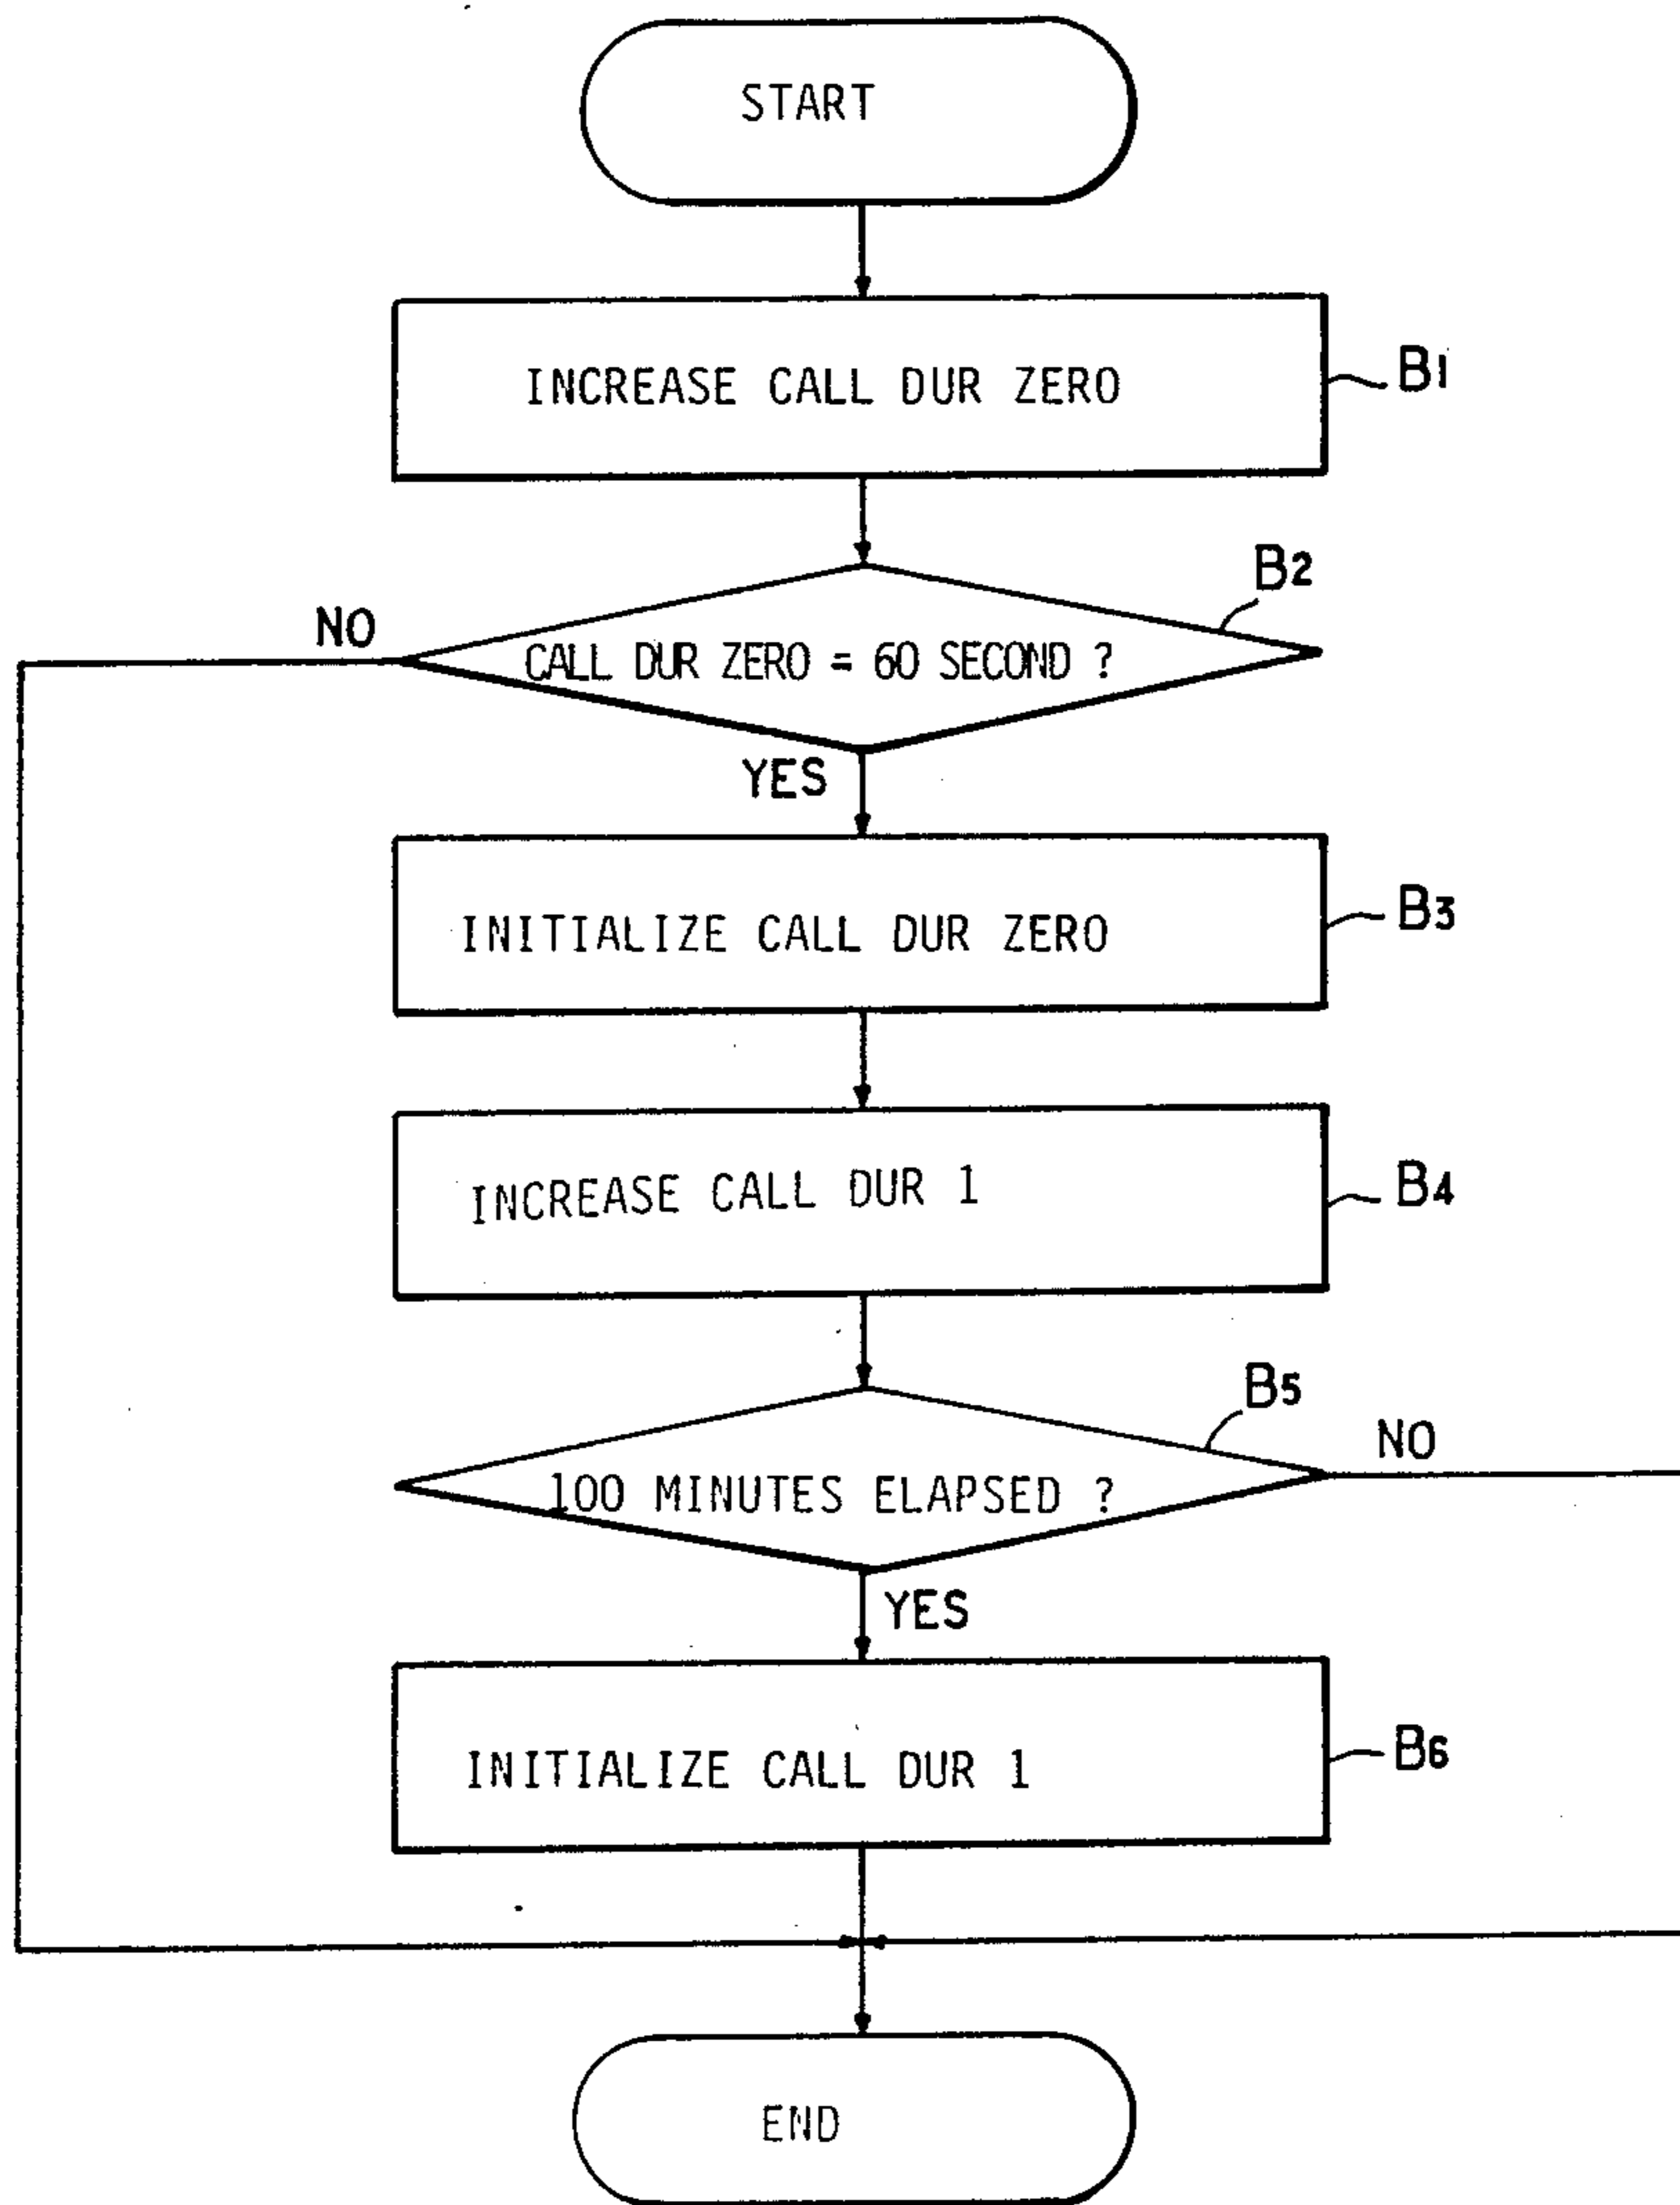 START
INCREASE CALL DUR ZERO
B1
B2
NO
CALL DUR ZERO = 60 SECOND ?
YES
INITIALIZE CALL DUR ZERO
B3
INCREASE CALL DUR 1
B4
B5
NO
100 MINUTES ELAPSED ?
YES
INITIALIZE CALL DUR 1
B6
END